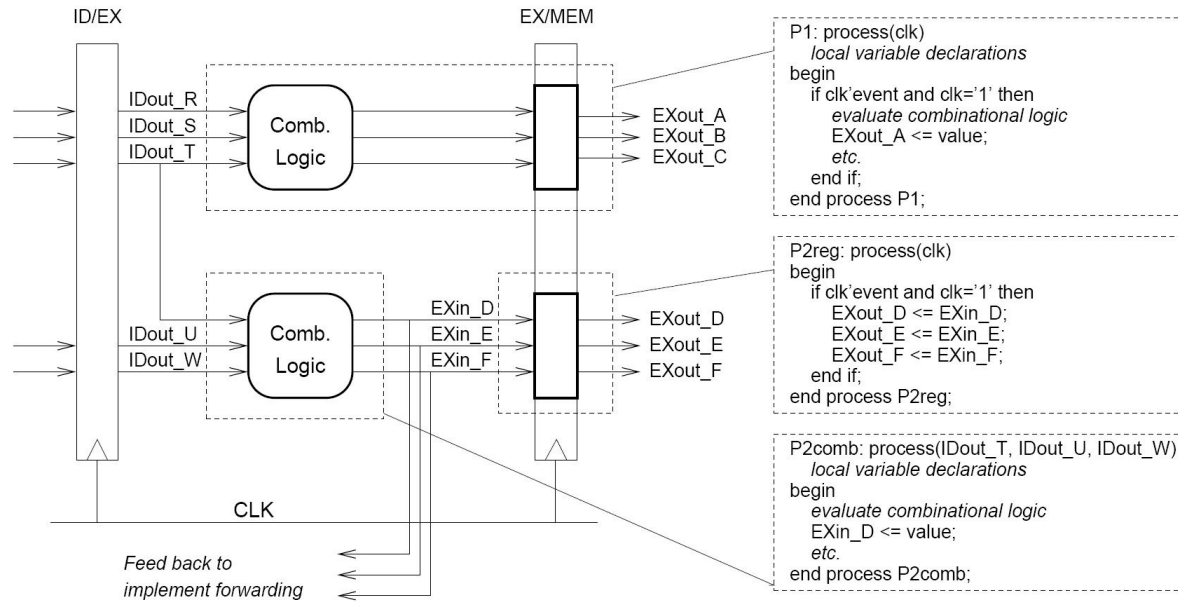 ID/EX
EX/MEM
IDout_R
IDout_S
IDout_T
Comb.
Logic
EXout_A
EXout_B
EXout_C
IDout_U
IDout_W
Comb.
Logic
EXin_D
EXin_E
EXin_F
EXout_D
EXout_E
EXout_F
CLK
Feed back to
implement forwarding
P1: process(clk)
local variable declarations
begin
if clk'event and clk='1' then
evaluate combinational logic
EXout_A <= value;
etc.
end if;
end process P1;
P2reg: process(clk)
begin
if clk'event and clk='1' then
EXout_D <= EXin_D;
EXout_E <= EXin_E;
EXout_F <= EXin_F;
end if;
end process P2reg;
P2comb: process(IDout_T, IDout_U, IDout_W)
local variable declarations
begin
evaluate combinational logic
EXin_D <= value;
etc.
end process P2comb;